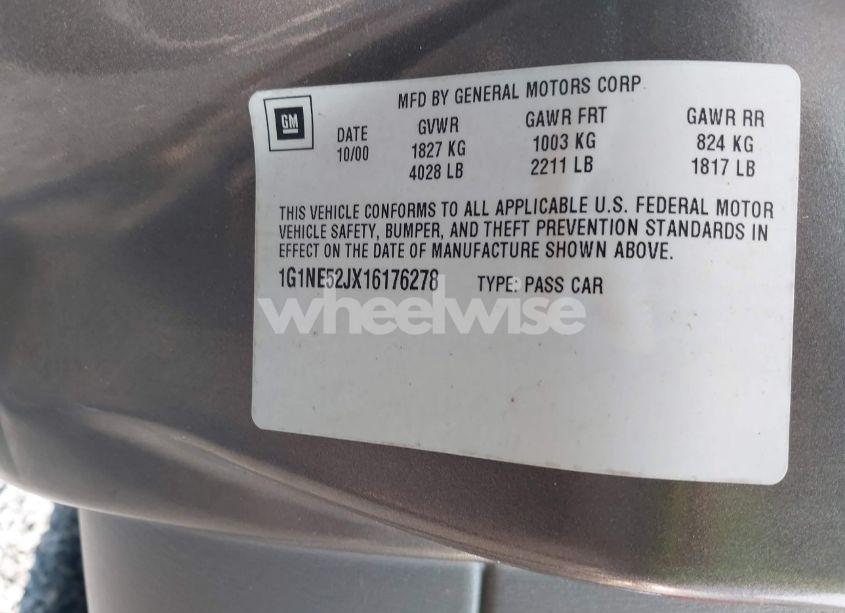 MFD BY GENERAL MOTORS CORP
GM
DATE GVWR GAWR FRT GAWR RR
10/00 1827 KG 1003 KG 824 KG
4028 LB 2211 LB 1817 LB
THIS VEHICLE CONFORMS TO ALL APPLICABLE U.S. FEDERAL MOTOR
VEHICLE SAFETY, BUMPER, AND THEFT PREVENTION STANDARDS IN
EFFECT ON THE DATE OF MANUFACTURE SHOWN ABOVE.
1G1NE52JX16176278 TYPE: PASS CAR
wheelwise